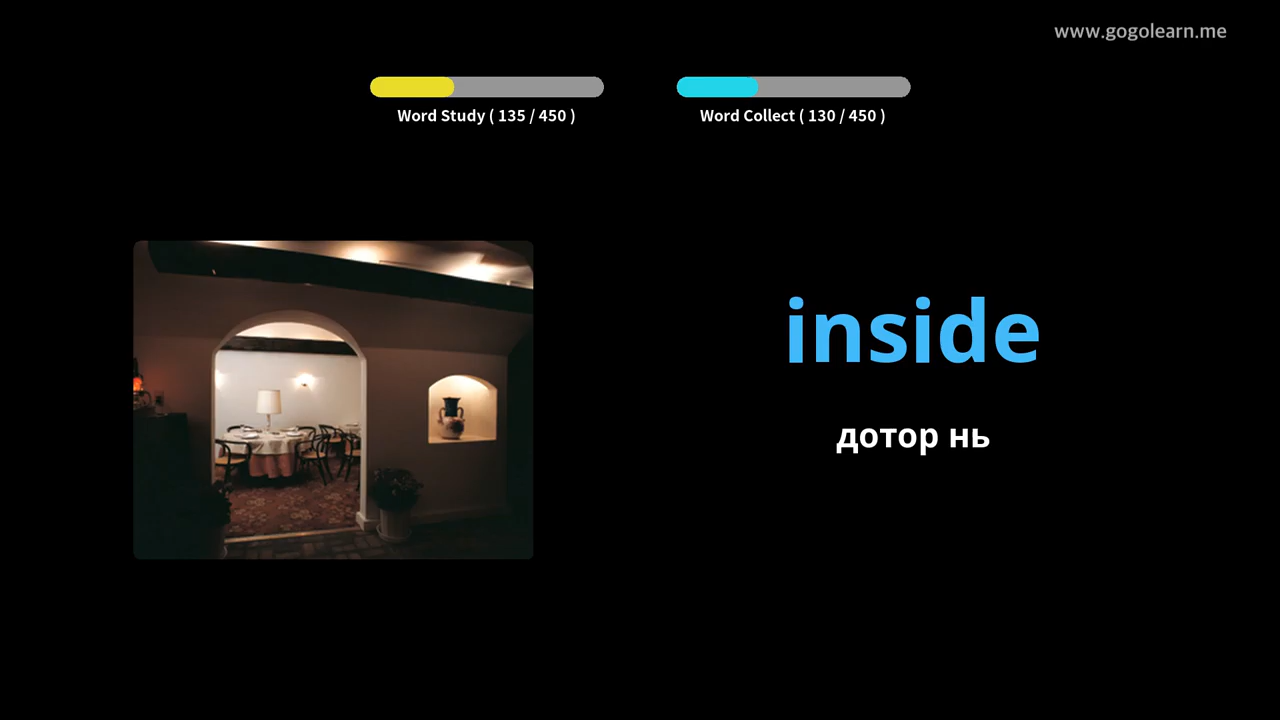 www.gogolearn.me
Word Study ( 135 / 450 )
Word Collect ( 130 / 450 )
inside
дотор нь